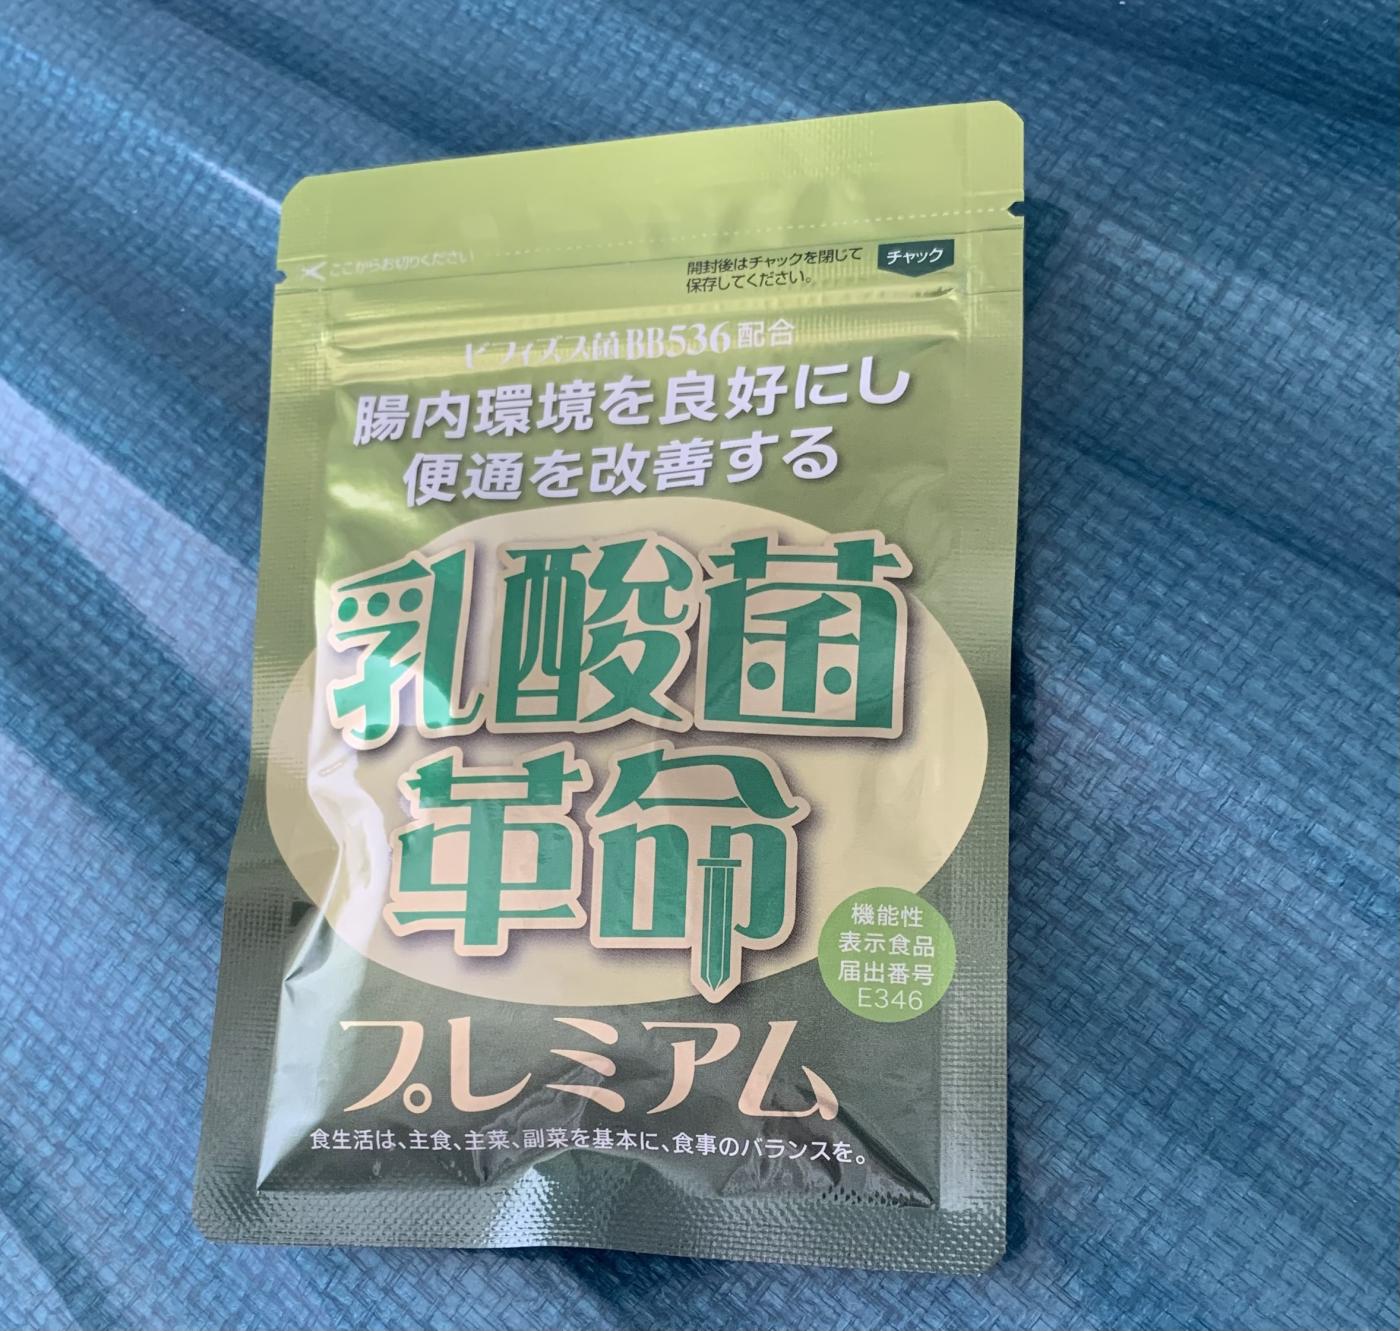 ここからお切りください
開封後はチャックを閉じて
保存してください。
チャック
ビフィズス菌BB536配合
腸内環境を良好にし
便通を改善する
乳酸菌
革命
機能性
表示食品
届出番号
E346
プレミアム
食生活は、主食、主菜、副菜を基本に、食事のバランスを。